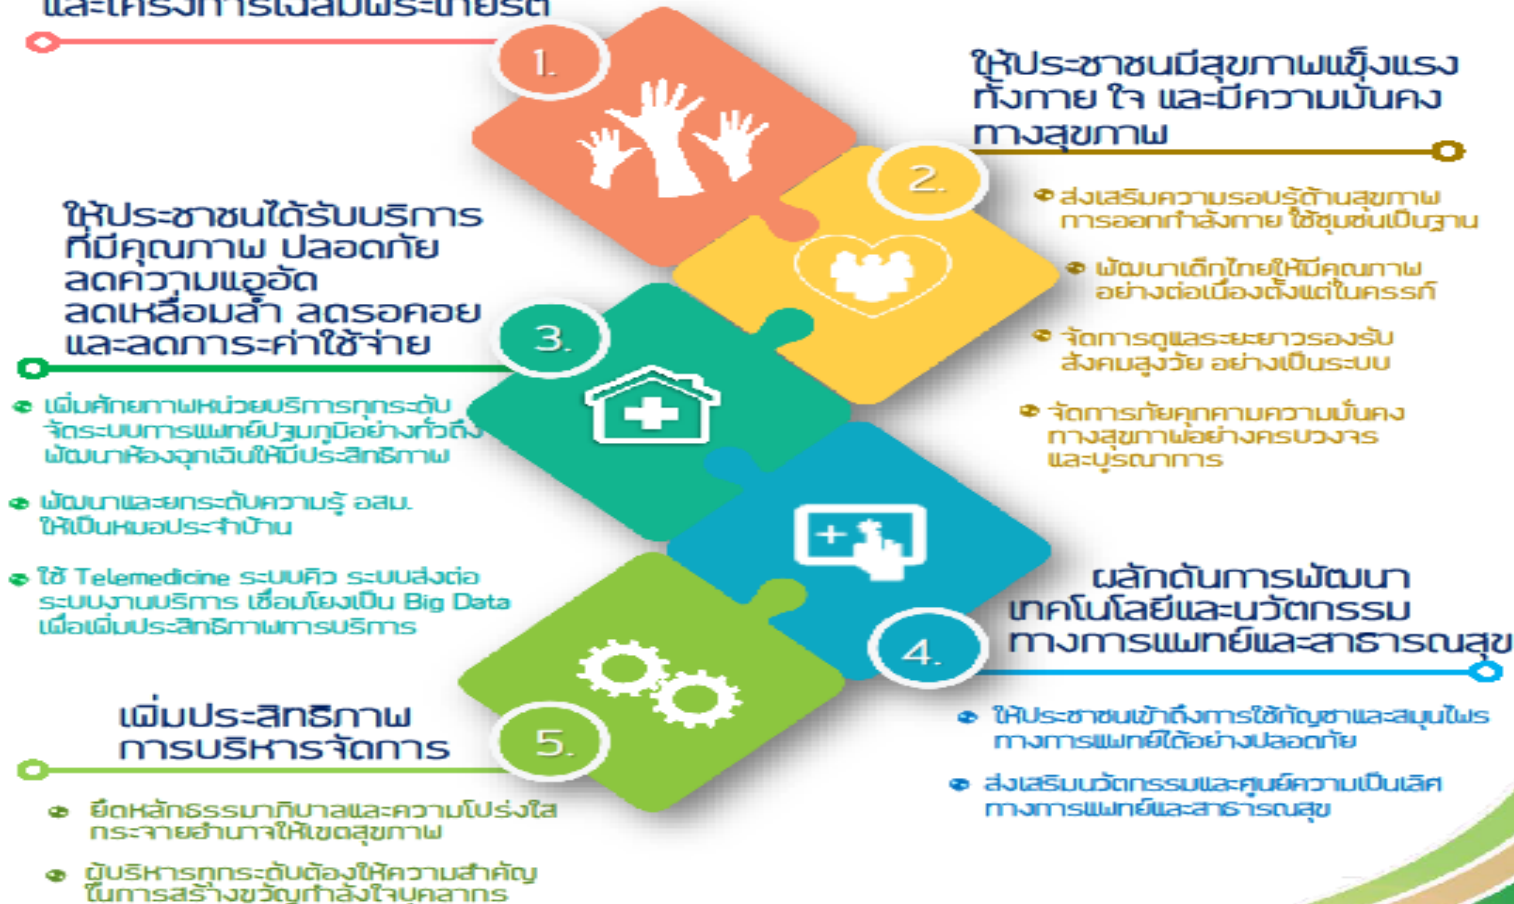 และโครงการเฉลิมพระเกียรติ
1.
ให้ประชาชนมีสุขภาพแข็งแรง
ทั้งกาย ใจ และมีความมั่นคง
ทางสุขภาพ
2.
ส่งเสริมความรอบรู้ด้านสุขภาพ
การออกกำลังกาย ใช้ชุมชนเป็นฐาน
พัฒนาเด็กไทยให้มีคุณภาพ
อย่างต่อเนื่องตั้งแต่ในครรภ์
จัดการดูแลระยะยาวรองรับ
สังคมสูงวัย อย่างเป็นระบบ
จัดการภัยคุกคามความมั่นคง
ทางสุขภาพอย่างครบวงจร
และบูรณาการ
ให้ประชาชนได้รับบริการ
ที่มีคุณภาพ ปลอดภัย
ลดความแออัด
ลดเหลื่อมล้ำ ลดรอคอย
และลดภาระค่าใช้จ่าย
3.
เพิ่มศักยภาพหน่วยบริการทุกระดับ
จัดระบบการแพทย์ปฐมภูมิอย่างทั่วถึง
พัฒนาห้องฉุกเฉินให้มีประสิทธิภาพ
พัฒนาและยกระดับความรู้ อสม.
ให้เป็นหมอประจำบ้าน
ใช้ Telemedicine ระบบคิว ระบบส่งต่อ
ระบบงานบริการ เชื่อมโยงเป็น Big Data
เพื่อเพิ่มประสิทธิภาพการบริการ
ผลักดันการพัฒนา
เทคโนโลยีและนวัตกรรม
ทางการแพทย์และสาธารณสุข
4.
ให้ประชาชนเข้าถึงการใช้กัญชาและสมุนไพร
ทางการแพทย์ได้อย่างปลอดภัย
ส่งเสริมนวัตกรรมและศูนย์ความเป็นเลิศ
ทางการแพทย์และสาธารณสุข
เพิ่มประสิทธิภาพ
การบริหารจัดการ
5.
ยึดหลักธรรมาภิบาลและความโปร่งใส
กระจายอำนาจให้เขตสุขภาพ
ผู้บริหารทุกระดับต้องให้ความสำคัญ
ในการสร้างขวัญกำลังใจบุคลากร